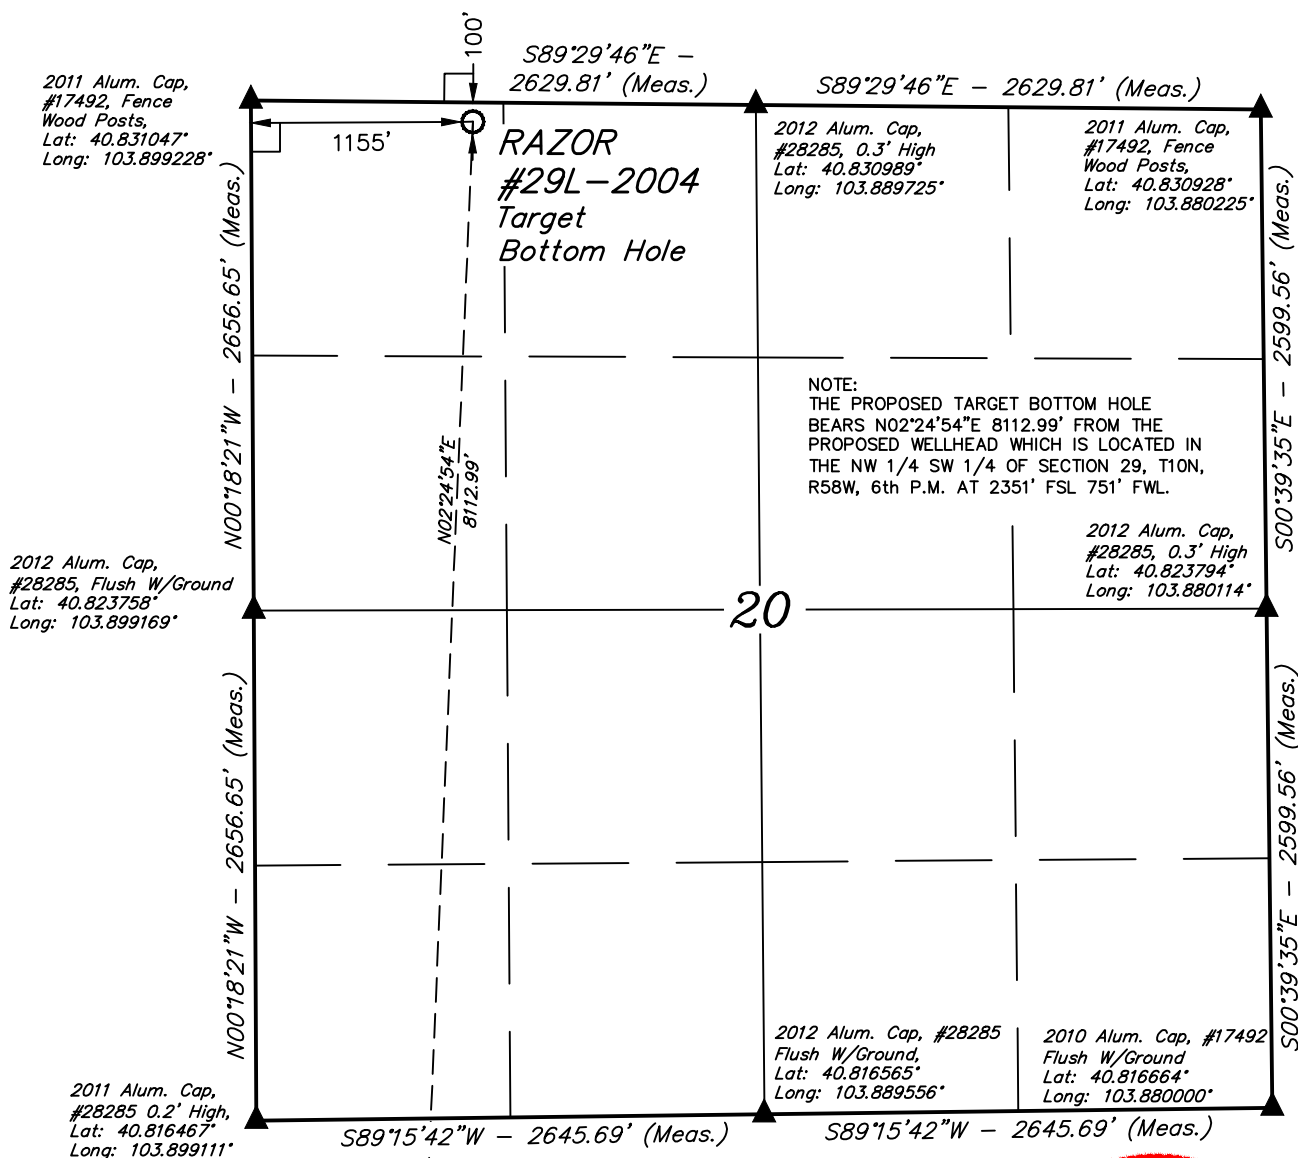 100'
S89°29'46"E –
2629.81' (Meas.)
S89°29'46"E – 2629.81' (Meas.)
2011 Alum. Cap,
#17492, Fence
Wood Posts,
Lat: 40.831047°
Long: 103.899228°
1155'
RAZOR
#29L–2004
Target
Bottom Hole
2012 Alum. Cap,
#28285, 0.3' High
Lat: 40.830989°
Long: 103.889725°
2011 Alum. Cap,
#17492, Fence
Wood Posts,
Lat: 40.830928°
Long: 103.880225°
N00°18'21"W – 2656.65' (Meas.)
S00°39'35"E – 2599.56' (Meas.)
NOTE:
THE PROPOSED TARGET BOTTOM HOLE
BEARS N02°24'54"E 8112.99' FROM THE
PROPOSED WELLHEAD WHICH IS LOCATED IN
THE NW 1/4 SW 1/4 OF SECTION 29, T10N,
R58W, 6th P.M. AT 2351' FSL 751' FWL.
N02°24'54"E
8112.99'
2012 Alum. Cap,
#28285, Flush W/Ground
Lat: 40.823758°
Long: 103.899169°
2012 Alum. Cap,
#28285, 0.3' High
Lat: 40.823794°
Long: 103.880114°
20
N00°18'21"W – 2656.65' (Meas.)
S00°39'35"E – 2599.56' (Meas.)
2011 Alum. Cap,
#28285 0.2' High,
Lat: 40.816467°
Long: 103.899111°
2012 Alum. Cap, #28285
Flush W/Ground,
Lat: 40.816565°
Long: 103.889556°
2010 Alum. Cap, #17492
Flush W/Ground
Lat: 40.816664°
Long: 103.880000°
S89°15'42"W – 2645.69' (Meas.)
S89°15'42"W – 2645.69' (Meas.)